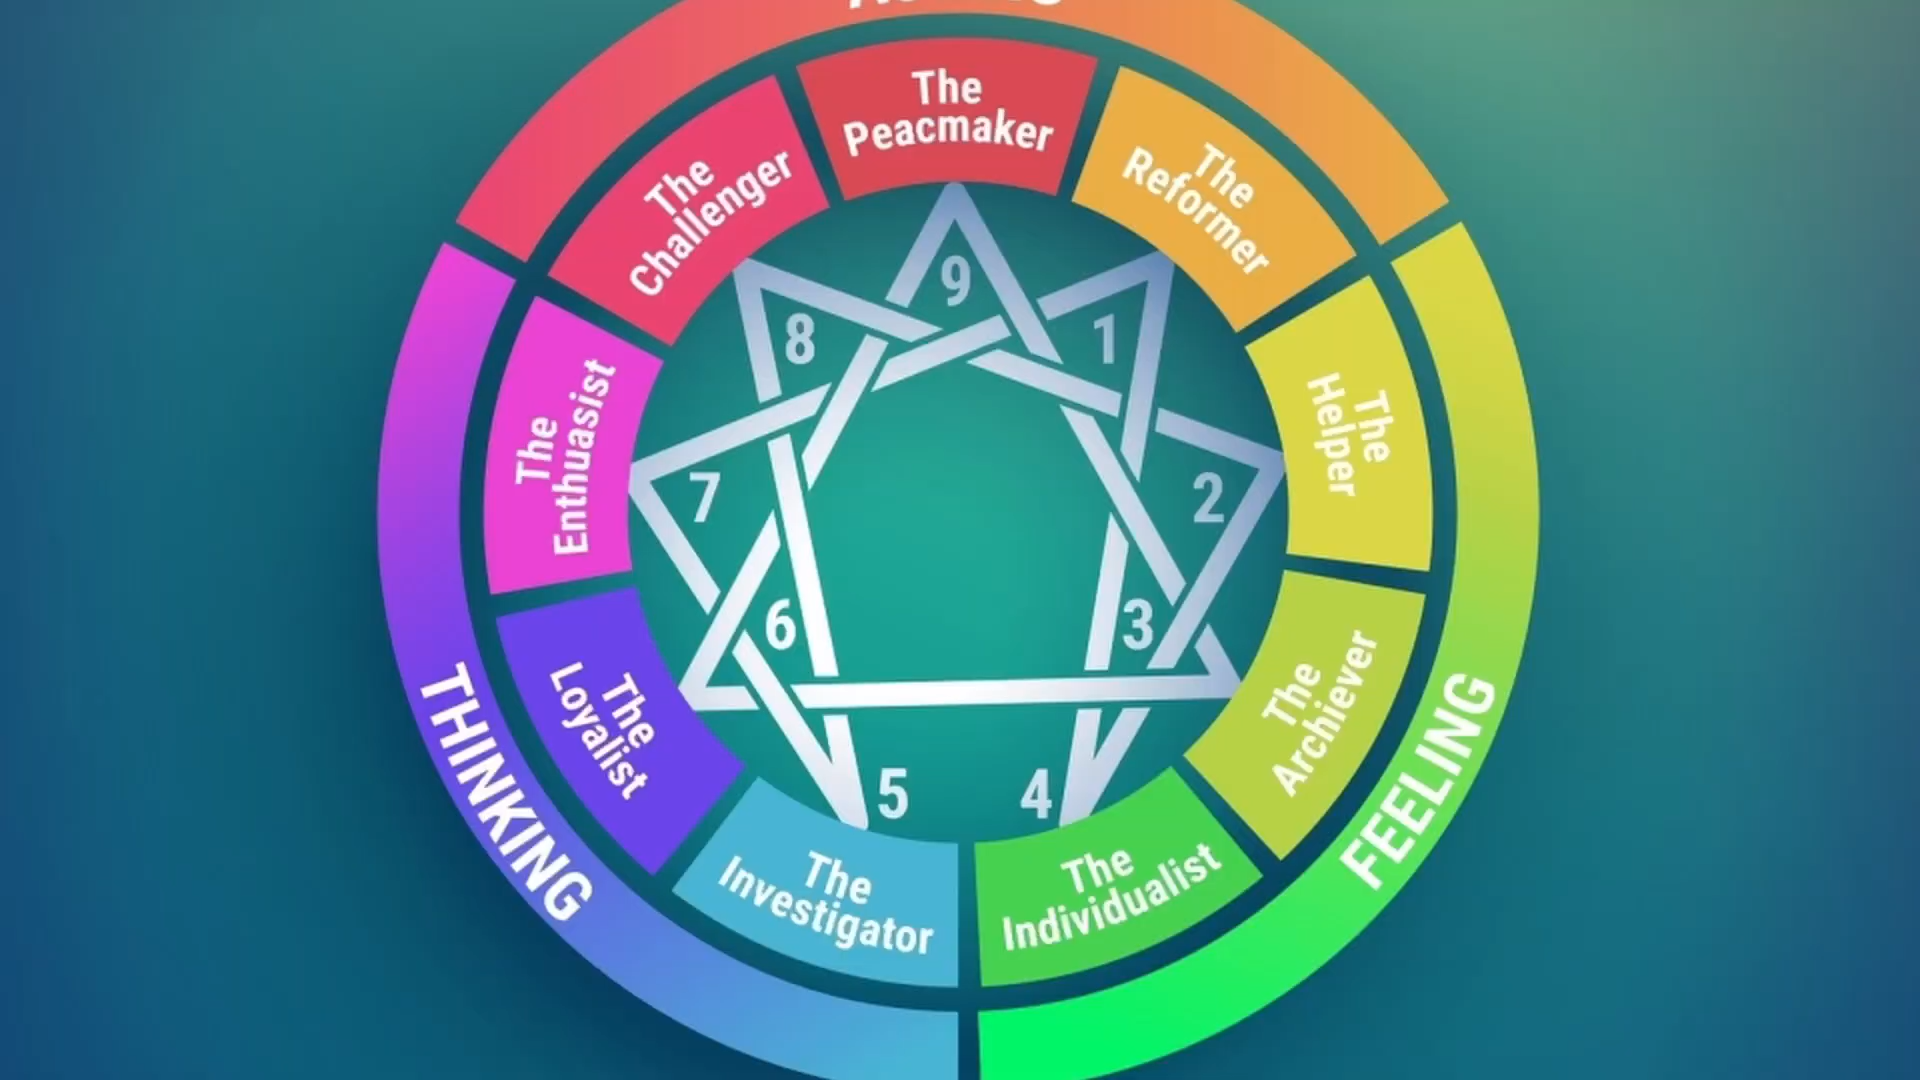 The
Peacmaker
The
Reformer
The
Helper
The
Archiever
The
Individualist
The
Investigator
The
Loyalist
The
Enthuasist
The
Challenger
9
1
2
3
4
5
6
7
8
FEELING
THINKING